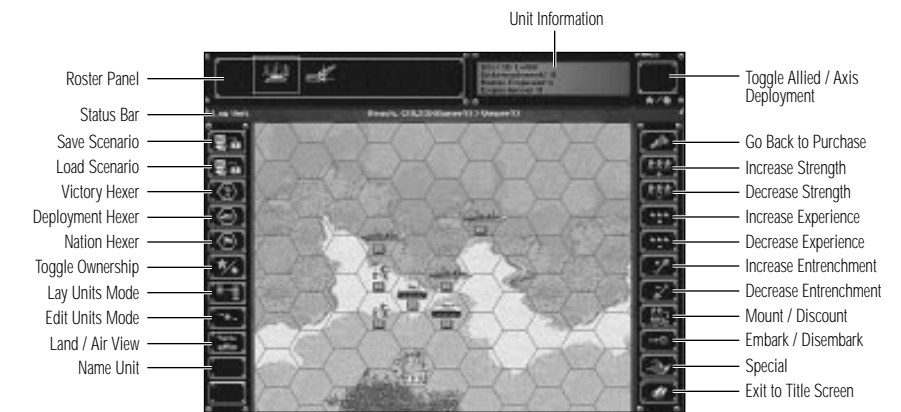 Unit Information
Roster Panel
Status Bar
Save Scenario
Load Scenario
Victory Hexer
Deployment Hexer
Nation Hexer
Toggle Ownership
Lay Units Mode
Edit Units Mode
Land / Air View
Name Unit
Toggle Allied / Axis
Deployment
Go Back to Purchase
Increase Strength
Decrease Strength
Increase Experience
Decrease Experience
Increase Entrenchment
Decrease Entrenchment
Mount / Discount
Embark / Disembark
Special
Exit to Title Screen